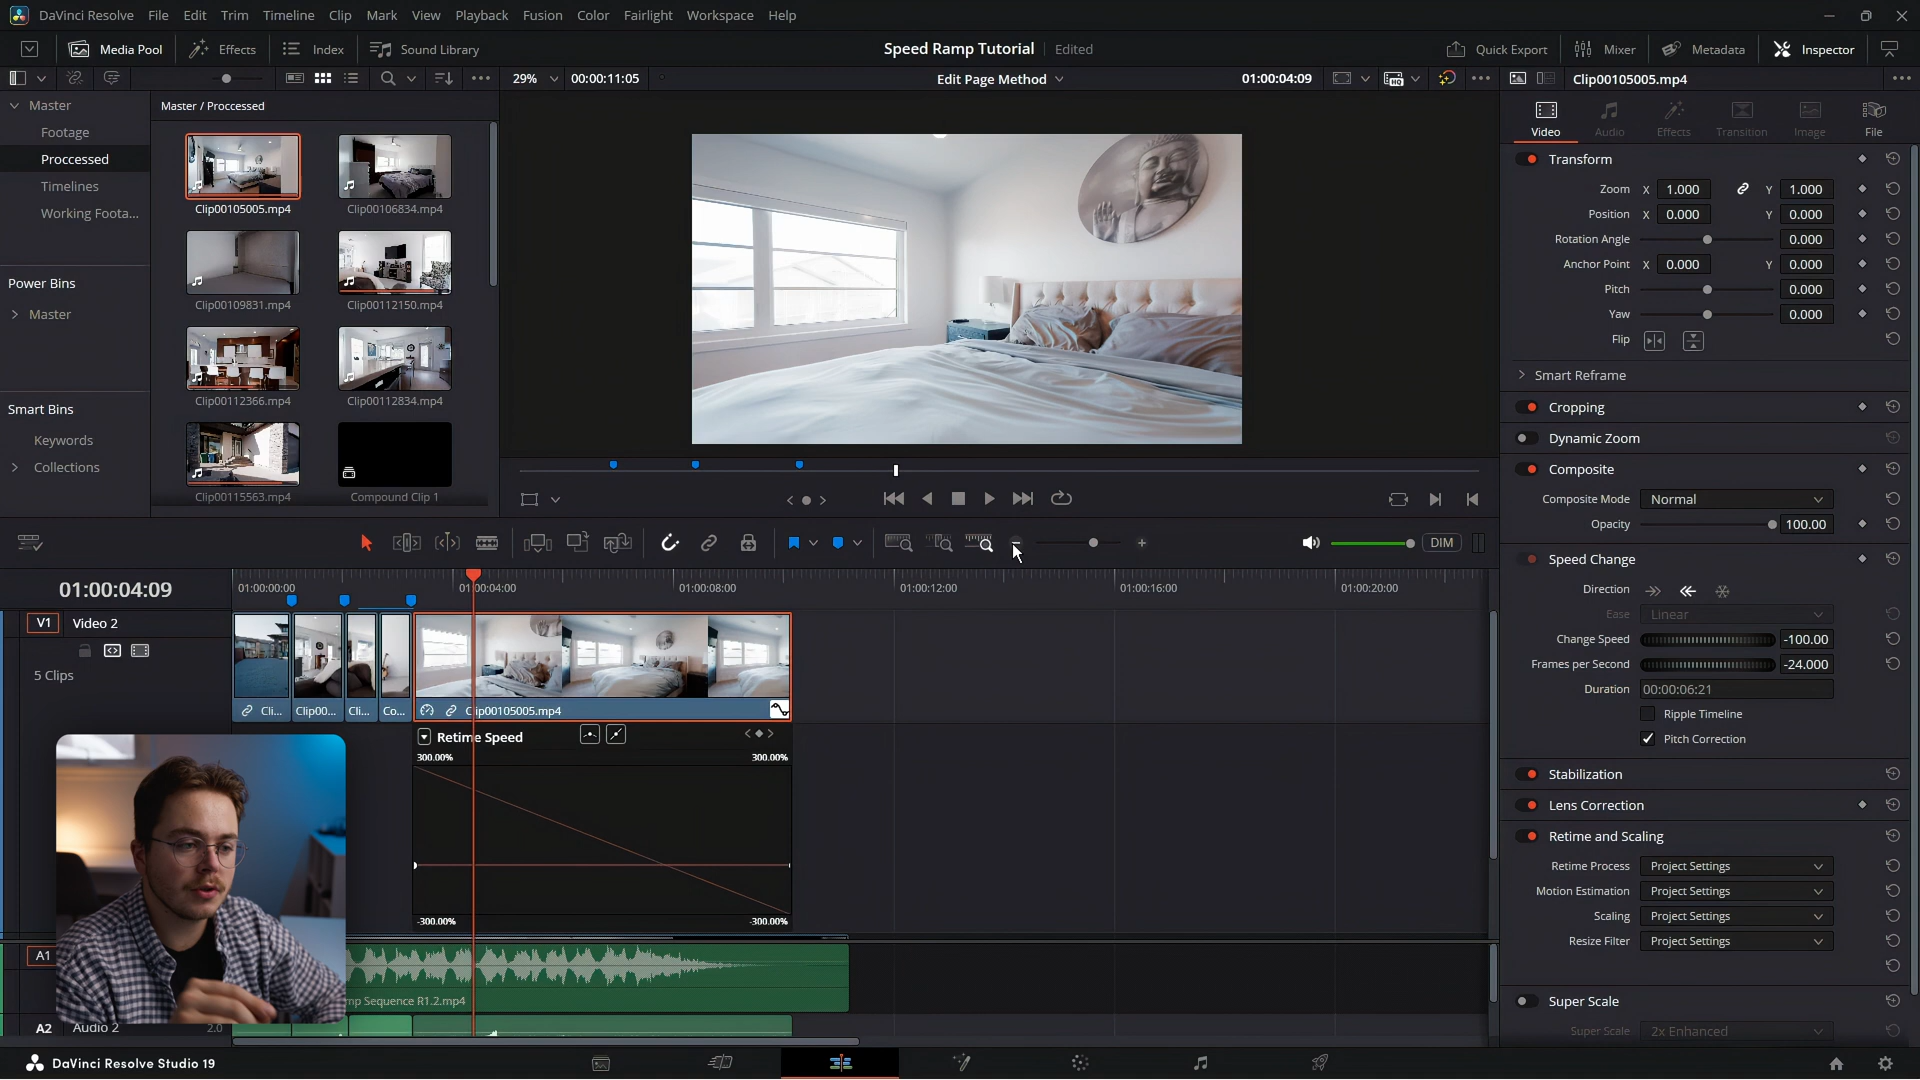 DaVinci Resolve File Edit Trim Timeline Clip Mark View Playback Fusion Color Fairlight Workspace Help
Media Pool Effects Index Sound Library Speed Ramp Tutorial Edited Quick Export Mixer Metadata Inspector
29% 00:00:11:05 Edit Page Method 01:00:04:09 Clip00105005.mp4
Master
Footage
Proccessed
Timelines
Working Foota...
Power Bins
Master
Smart Bins
Keywords
Collections
Master / Proccessed
Clip00105005.mp4 Clip00106834.mp4
Clip00109831.mp4 Clip00112150.mp4
Clip00112366.mp4 Clip00112834.mp4
Clip00115563.mp4 Compound Clip 1
Video Audio Effects Transition Image File
Transform
Zoom X 1.000 Y 1.000
Position X 0.000 Y 0.000
Rotation Angle 0.000
Anchor Point X 0.000 Y 0.000
Pitch 0.000
Yaw 0.000
Flip
Smart Reframe
Cropping
Dynamic Zoom
Composite
Composite Mode Normal
Opacity 100.00
Speed Change
Direction
Ease Linear
Change Speed -100.00
Frames per Second -24.000
Duration 00:00:06:21
Ripple Timeline
Pitch Correction
Stabilization
Lens Correction
Retime and Scaling
Retime Process Project Settings
Motion Estimation Project Settings
Scaling Project Settings
Resize Filter Project Settings
Super Scale
Super Scale 2x Enhanced
DIM
01:00:04:09 01:00:00:00 01:00:04:00 01:00:08:00 01:00:12:00 01:00:16:00 01:00:20:00
V1 Video 2
5 Clips
Cli... Clip00... Cli... Co... Clip00105005.mp4
Retime Speed
300.00% 300.00%
-300.00% -300.00%
A1
mp Sequence R1.2.mp4
A2 Audio 2 2.0
DaVinci Resolve Studio 19